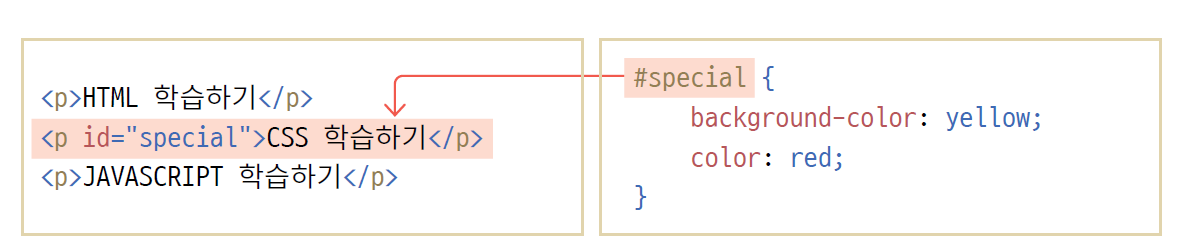 <p>HTML 학습하기</p>
<p id="special">CSS 학습하기</p>
<p>JAVASCRIPT 학습하기</p>
#special {
background-color: yellow;
color: red;
}